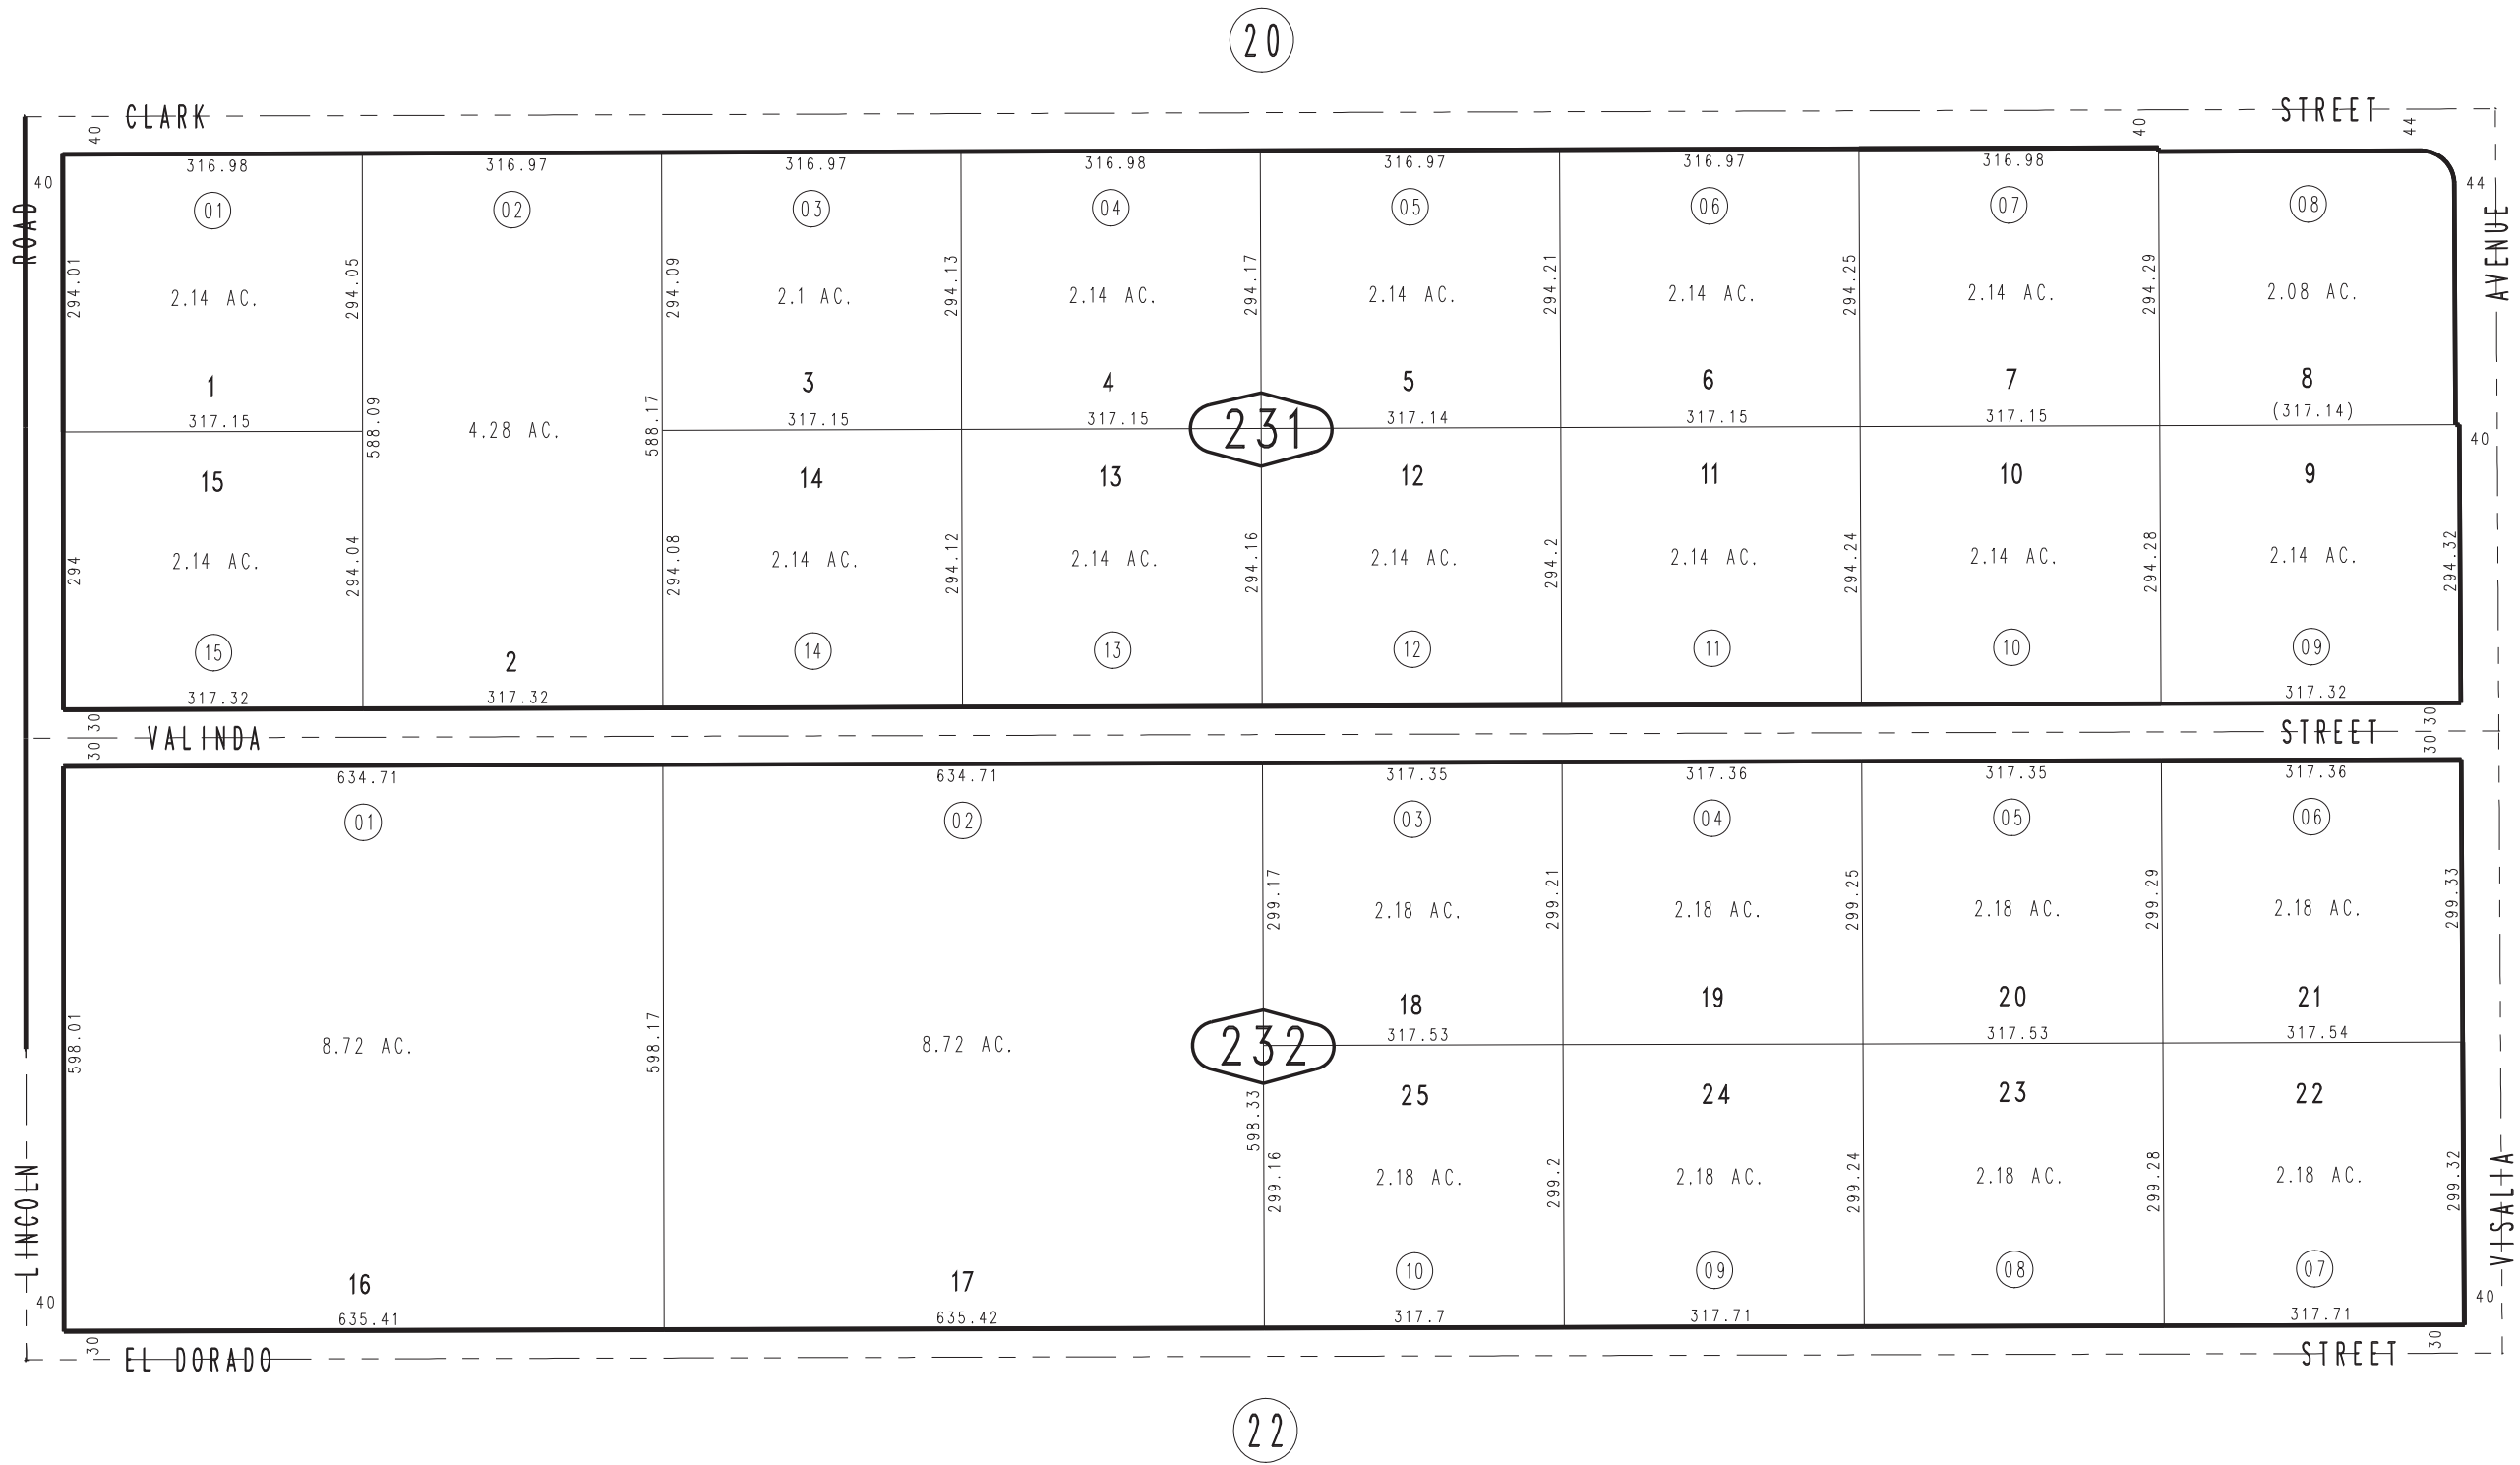 20
CLARK STREET
40 40 44
316.98 316.97 316.97 316.98 316.97 316.97 316.98
40 44
ROAD AVENUE
01 02 03 04 05 06 07 08
294.01 294.05 294.09 294.13 294.17 294.21 294.25 294.29
2.14 AC. 2.1 AC. 2.14 AC. 2.14 AC. 2.14 AC. 2.14 AC. 2.08 AC.
1 3 4 5 6 7 8
317.15 317.15 317.15 317.14 317.15 317.15 (317.14)
588.09 4.28 AC. 588.17 231 40
15 14 13 12 11 10 9
294 294.04 294.08 294.12 294.16 294.2 294.24 294.28 294.32
2.14 AC. 2.14 AC. 2.14 AC. 2.14 AC. 2.14 AC. 2.14 AC. 2.14 AC.
15 2 14 13 12 11 10 09
317.32 317.32 317.32
30 30
VALINDA STREET
30 30
634.71 634.71 317.35 317.36 317.35 317.36
01 02 03 04 05 06
299.17 299.21 299.25 299.29 299.33
2.18 AC. 2.18 AC. 2.18 AC. 2.18 AC.
18 19 20 21
317.53 317.53 317.54
598.01 8.72 AC. 598.17 8.72 AC. 232
25 24 23 22
598.33
299.16 299.2 299.24 299.28 299.32
2.18 AC. 2.18 AC. 2.18 AC. 2.18 AC.
LINCOLN VISALIA
10 09 08 07
16 17
40 40
635.41 635.42 317.7 317.71 317.71
30 30
EL DORADO STREET
22